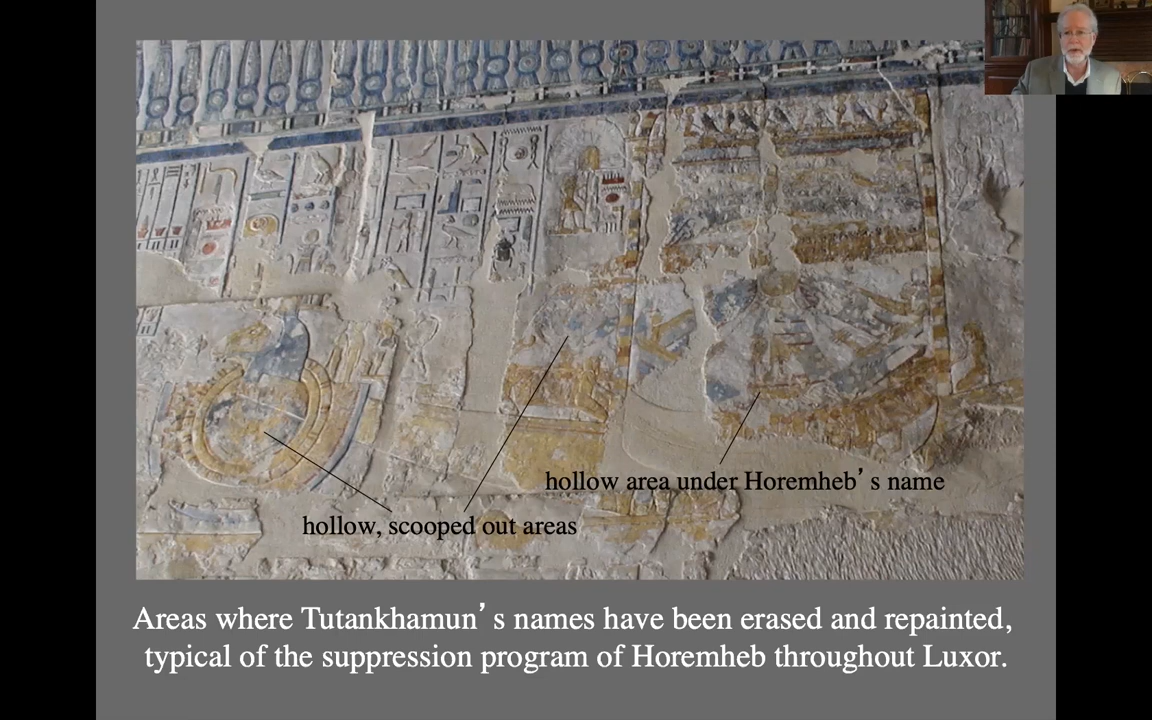 hollow area under Horemheb’s name
hollow, scooped out areas
Areas where Tutankhamun’s names have been erased and repainted,
typical of the suppression program of Horemheb throughout Luxor.